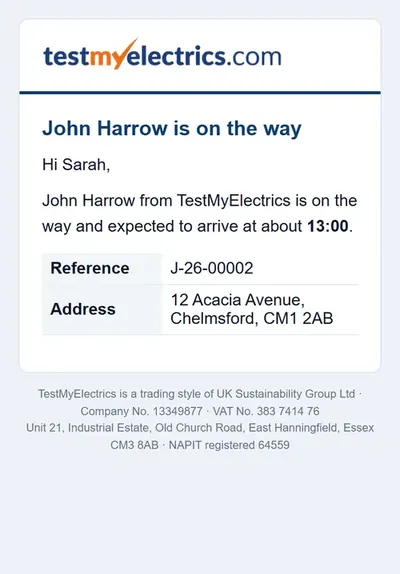 testmyelectrics.com
John Harrow is on the way
Hi Sarah,
John Harrow from TestMyElectrics is on the
way and expected to arrive at about 13:00.
Reference J-26-00002
Address 12 Acacia Avenue,
Chelmsford, CM1 2AB
TestMyElectrics is a trading style of UK Sustainability Group Ltd ·
Company No. 13349877 · VAT No. 383 7414 76
Unit 21, Industrial Estate, Old Church Road, East Hanningfield, Essex
CM3 8AB · NAPIT registered 64559